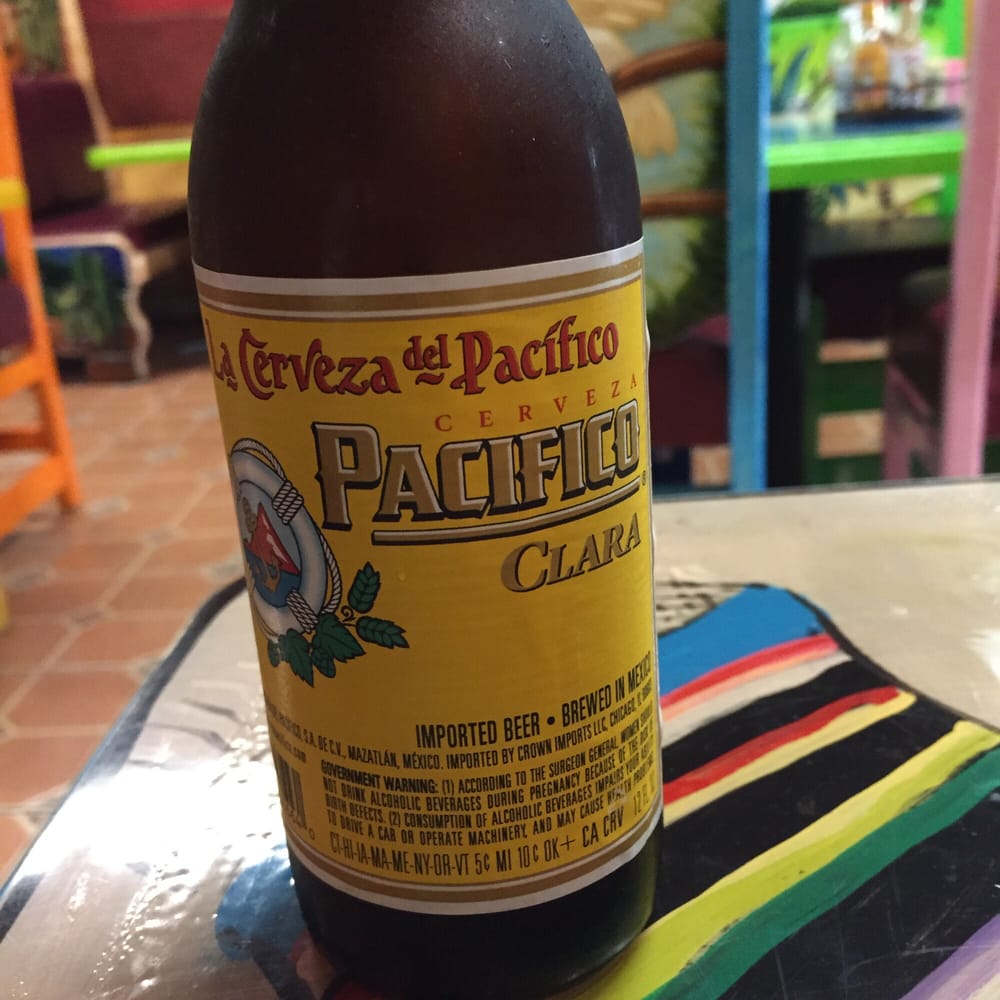 La Cerveza del Pacífico
CERVEZA
PACIFICO
CLARA
IMPORTED BEER • BREWED IN MEXICO
S.A. DE C.V., MAZATLÁN, MÉXICO. IMPORTED BY CROWN IMPORTS LLC, CHICAGO, IL
GOVERNMENT WARNING: (1) ACCORDING TO THE SURGEON GENERAL, WOMEN SHOULD
NOT DRINK ALCOHOLIC BEVERAGES DURING PREGNANCY BECAUSE OF THE RISK OF
BIRTH DEFECTS. (2) CONSUMPTION OF ALCOHOLIC BEVERAGES IMPAIRS YOUR ABILITY
TO DRIVE A CAR OR OPERATE MACHINERY, AND MAY CAUSE HEALTH PROBLEMS.
CT-HI-IA-MA-ME-NY-OR-VT 5¢ MI 10¢ OK+ CA CRV 12 FL